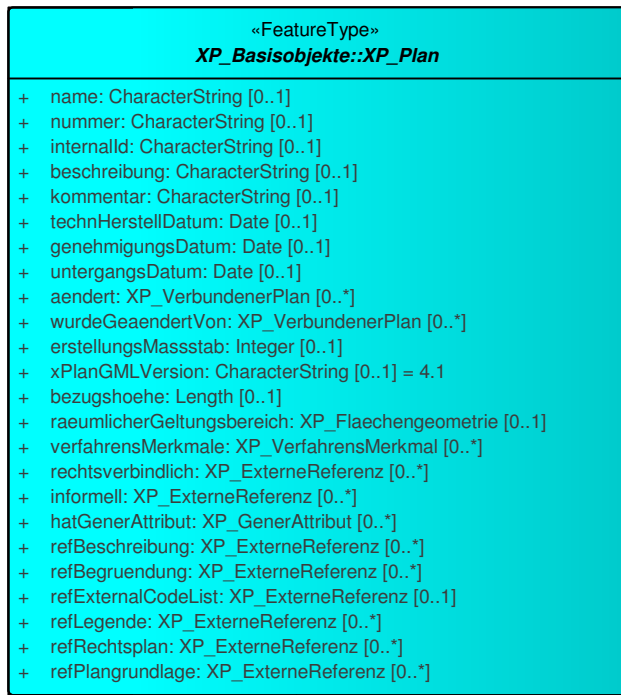 «FeatureType»
XP_Basisobjekte::XP_Plan
+ name: CharacterString [0..1]
+ nummer: CharacterString [0..1]
+ internalId: CharacterString [0..1]
+ beschreibung: CharacterString [0..1]
+ kommentar: CharacterString [0..1]
+ technHerstellDatum: Date [0..1]
+ genehmigungsDatum: Date [0..1]
+ untergangsDatum: Date [0..1]
+ aendert: XP_VerbundenerPlan [0..*]
+ wurdeGeaendertVon: XP_VerbundenerPlan [0..*]
+ erstellungsMassstab: Integer [0..1]
+ xPlanGMLVersion: CharacterString [0..1] = 4.1
+ bezugshoehe: Length [0..1]
+ raeumlicherGeltungsbereich: XP_Flaechengeometrie [0..1]
+ verfahrensMerkmale: XP_VerfahrensMerkmal [0..*]
+ rechtsverbindlich: XP_ExterneReferenz [0..*]
+ informell: XP_ExterneReferenz [0..*]
+ hatGenerAttribut: XP_GenerAttribut [0..*]
+ refBeschreibung: XP_ExterneReferenz [0..*]
+ refBegruendung: XP_ExterneReferenz [0..*]
+ refExternalCodeList: XP_ExterneReferenz [0..1]
+ refLegende: XP_ExterneReferenz [0..*]
+ refRechtsplan: XP_ExterneReferenz [0..*]
+ refPlangrundlage: XP_ExterneReferenz [0..*]